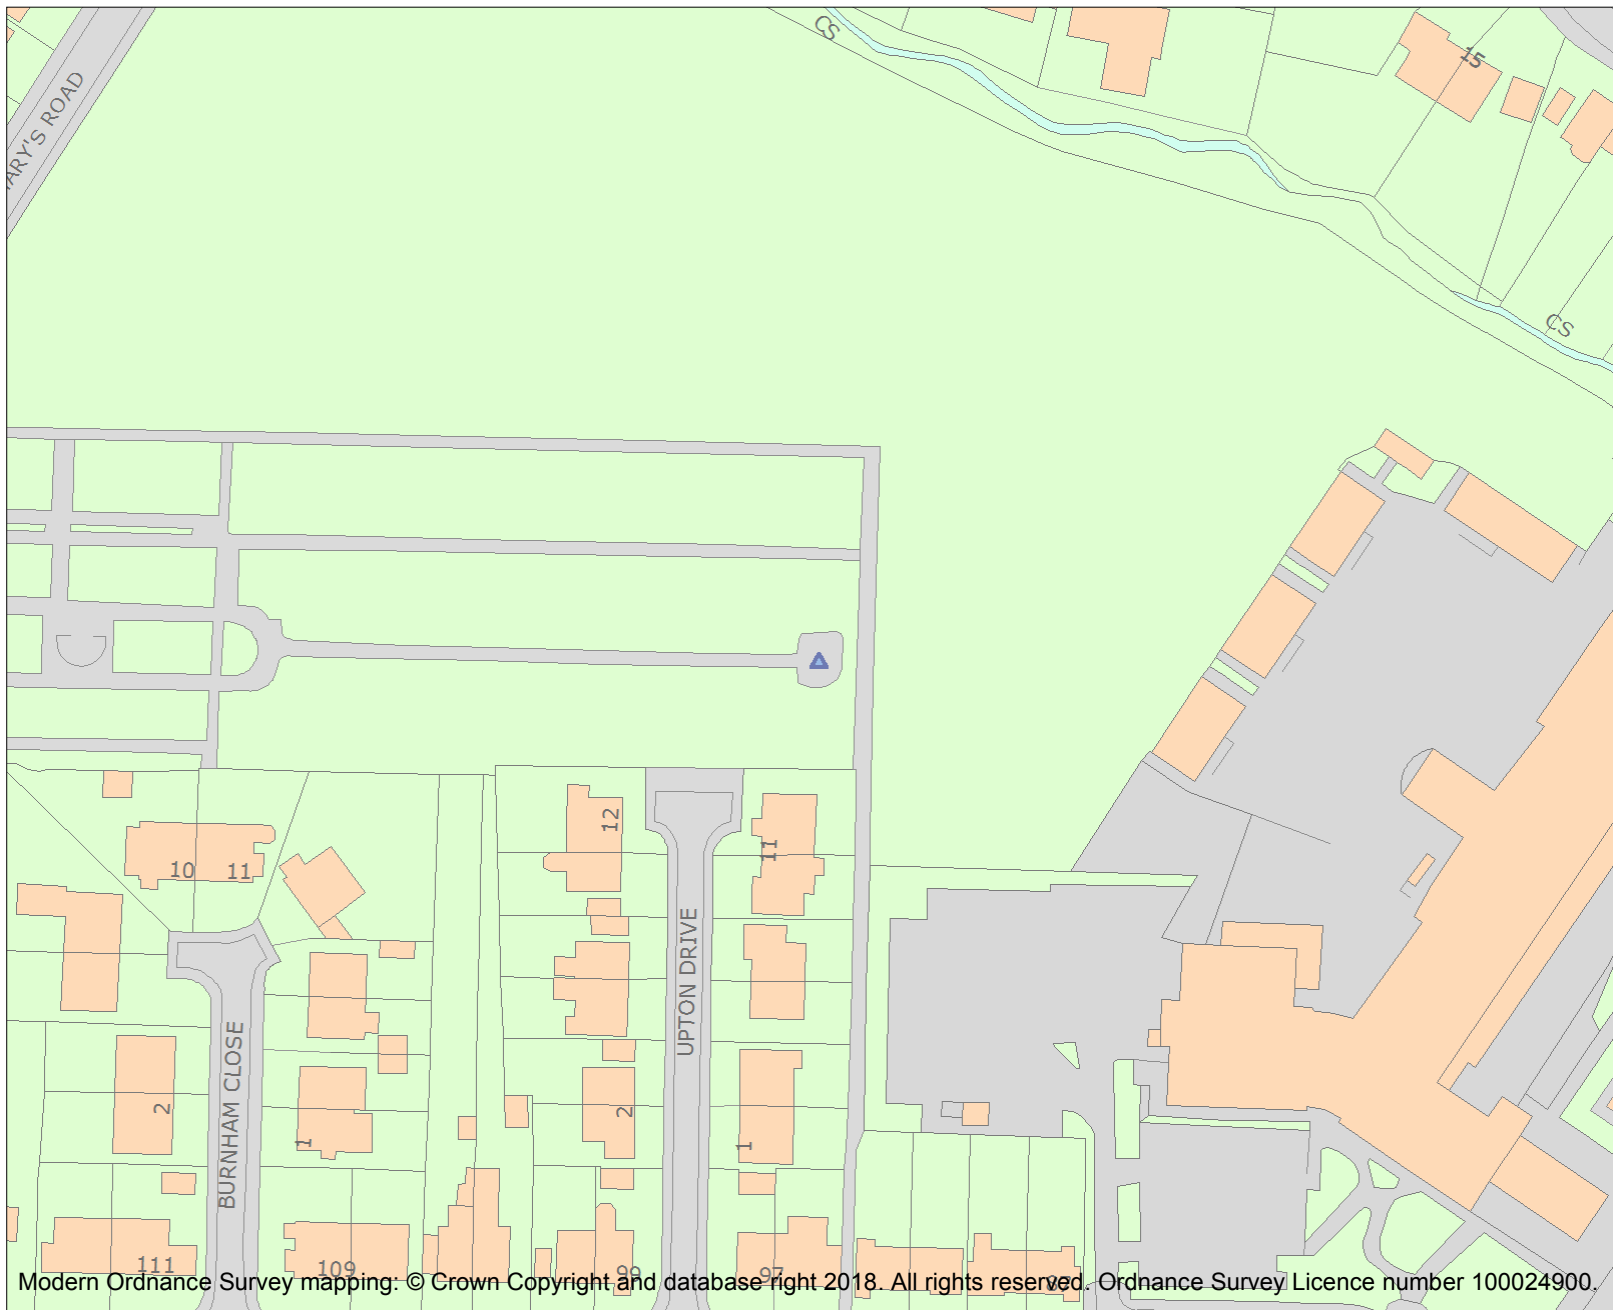 CS
15
ARY'S ROAD
CS
12
11
10
11
UPTON DRIVE
BURNHAM CLOSE
2
2
1
1
111
109
99
97
87
Modern Ordnance Survey mapping: © Crown Copyright and database right 2018. All rights reserved. Ordnance Survey Licence number 100024900.